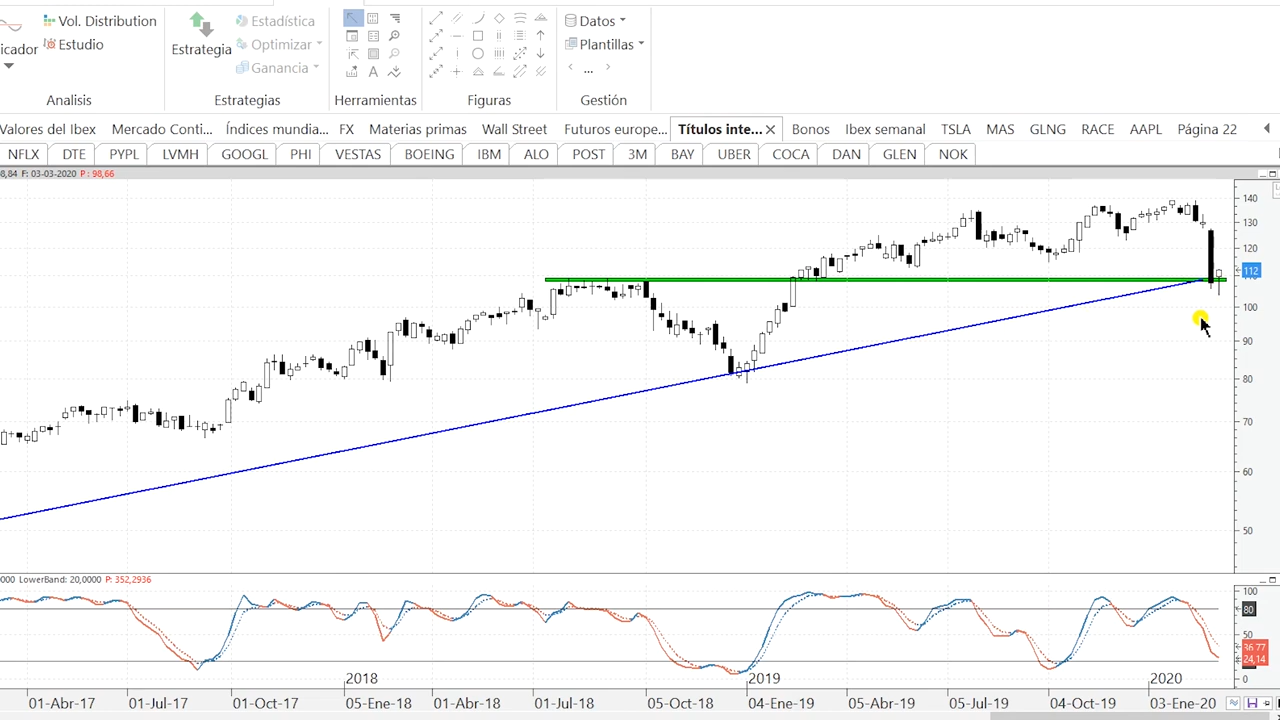 Vol. Distribution
Estadística
Datos
icador
Estudio
Estrategia
Optimizar
Plantillas
Ganancia
...
Analisis
Estrategias
Herramientas
Figuras
Gestión
Valores del Ibex
Mercado Conti...
Índices mundia...
FX
Materias primas
Wall Street
Futuros europe...
Títulos inte...
Bonos
Ibex semanal
TSLA
MAS
GLNG
RACE
AAPL
Página 22
NFLX
DTE
PYPL
LVMH
GOOGL
PHI
VESTAS
BOEING
IBM
ALO
POST
3M
BAY
UBER
COCA
DAN
GLEN
NOK
8,84 F: 03-03-2020 P: 98,66
140
130
120
112
100
90
80
70
60
50
0000 LowerBand: 20,0000 P: 352,2936
100
80
50
36.77
24,14
0
2018
2019
2020
01-Abr-17
01-Jul-17
01-Oct-17
05-Ene-18
01-Abr-18
01-Jul-18
05-Oct-18
04-Ene-19
05-Abr-19
05-Jul-19
04-Oct-19
03-Ene-20